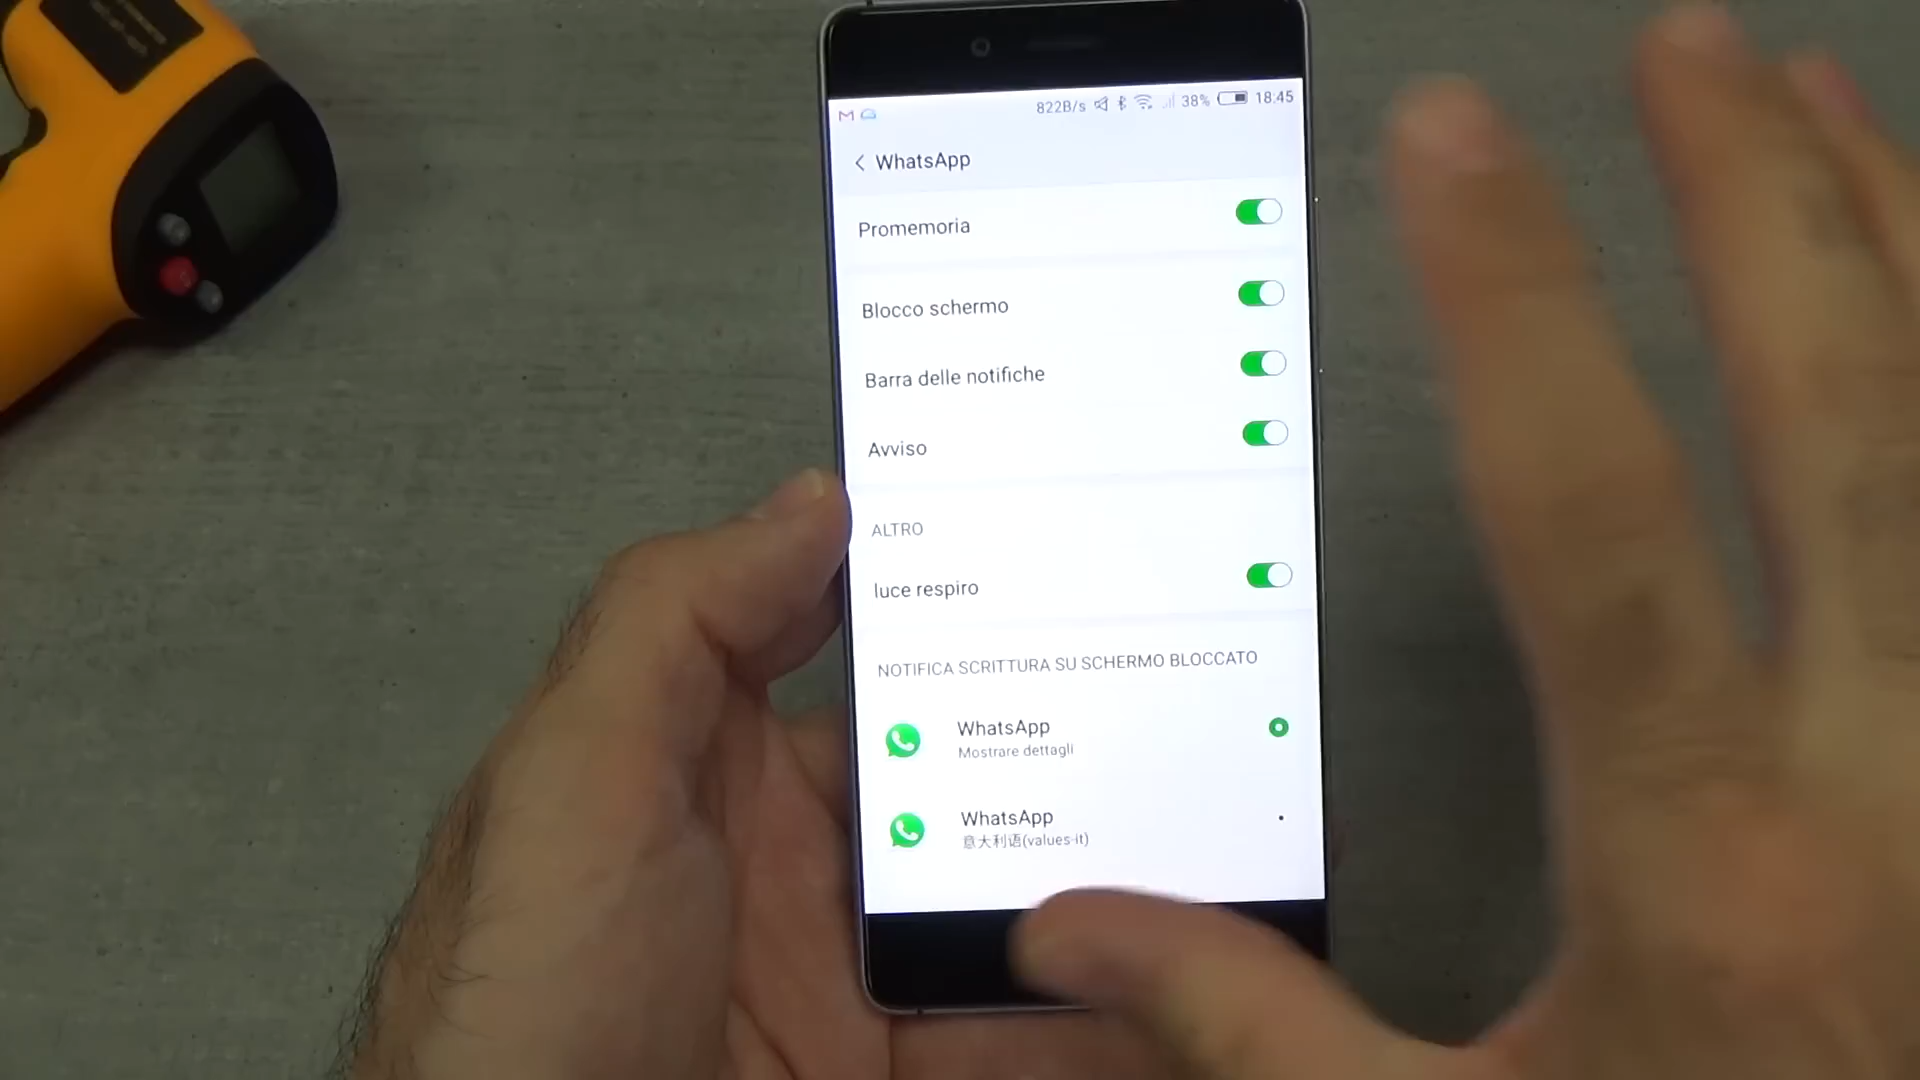 822B/s 38% 18:45
WhatsApp
Promemoria
Blocco schermo
Barra delle notifiche
Avviso
ALTRO
luce respiro
NOTIFICA SCRITTURA SU SCHERMO BLOCCATO
WhatsApp
Mostrare dettagli
WhatsApp
意大利语(values-it)